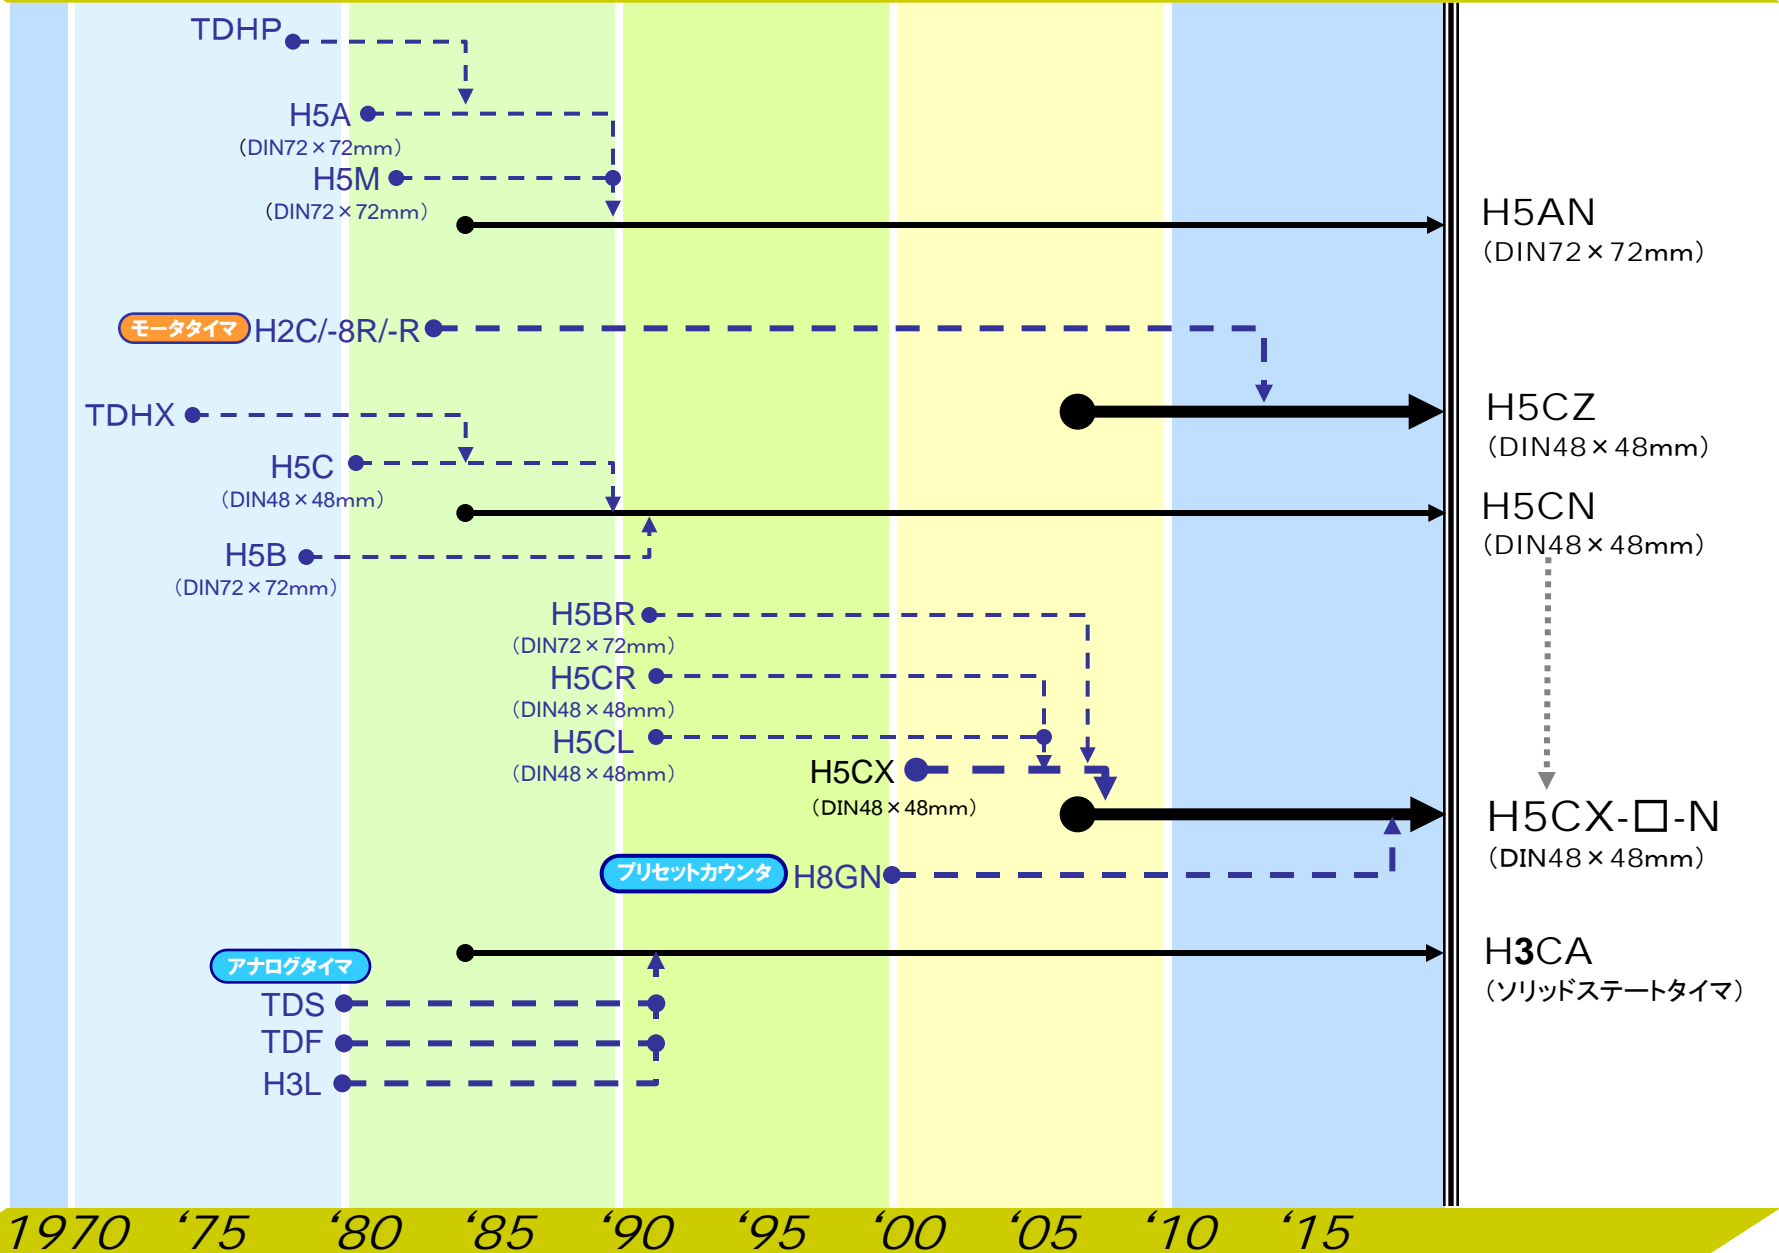 TDHP
H5A
(DIN72×72mm)
H5M
(DIN72×72mm)
H5AN
(DIN72×72mm)
モータタイマ H2C/-8R/-R
TDHX
H5CZ
(DIN48×48mm)
H5C
(DIN48×48mm)
H5CN
(DIN48×48mm)
H5B
(DIN72×72mm)
H5BR
(DIN72×72mm)
H5CR
(DIN48×48mm)
H5CL
(DIN48×48mm)
H5CX
(DIN48×48mm)
H5CX-□-N
(DIN48×48mm)
プリセットカウンタ H8GN
H3CA
(ソリッドステートタイマ)
アナログタイマ
TDS
TDF
H3L
1970 ‘75 ‘80 ‘85 ‘90 ‘95 ‘00 ‘05 ‘10 ‘15